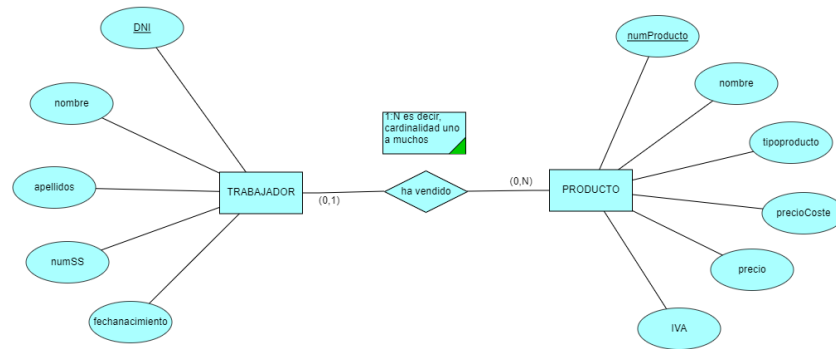 DNI
numProducto
nombre
nombre
1:N es decir,
cardinalidad uno
a muchos
tipoproducto
apellidos
TRABAJADOR
(0,1)
ha vendido
(0,N)
PRODUCTO
precioCoste
numSS
precio
fechanacimiento
IVA